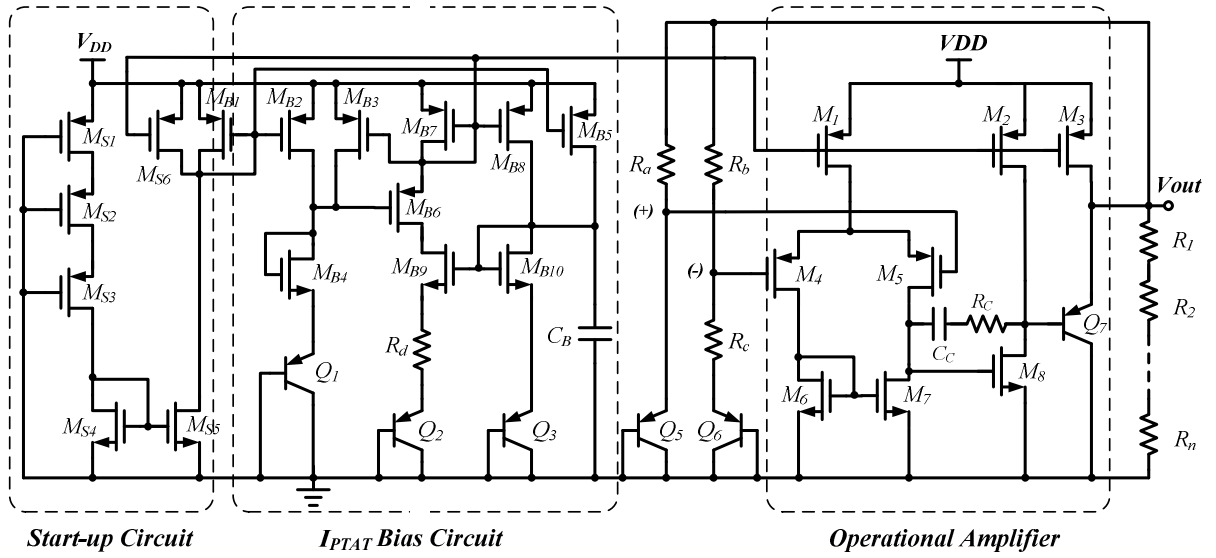 V_DD
VDD
M_S1
M_S2
M_S3
M_S4
M_S5
M_S6
M_B1
M_B2
M_B3
M_B4
M_B5
M_B6
M_B7
M_B8
M_B9
M_B10
R_d
C_B
Q_1
Q_2
Q_3
R_a
R_b
(+)
(-)
R_c
Q_5
Q_6
M_1
M_2
M_3
M_4
M_5
R_C
C_C
M_6
M_7
M_8
Q_7
Vout
R_1
R_2
R_n
Start-up Circuit
I_PTAT Bias Circuit
Operational Amplifier